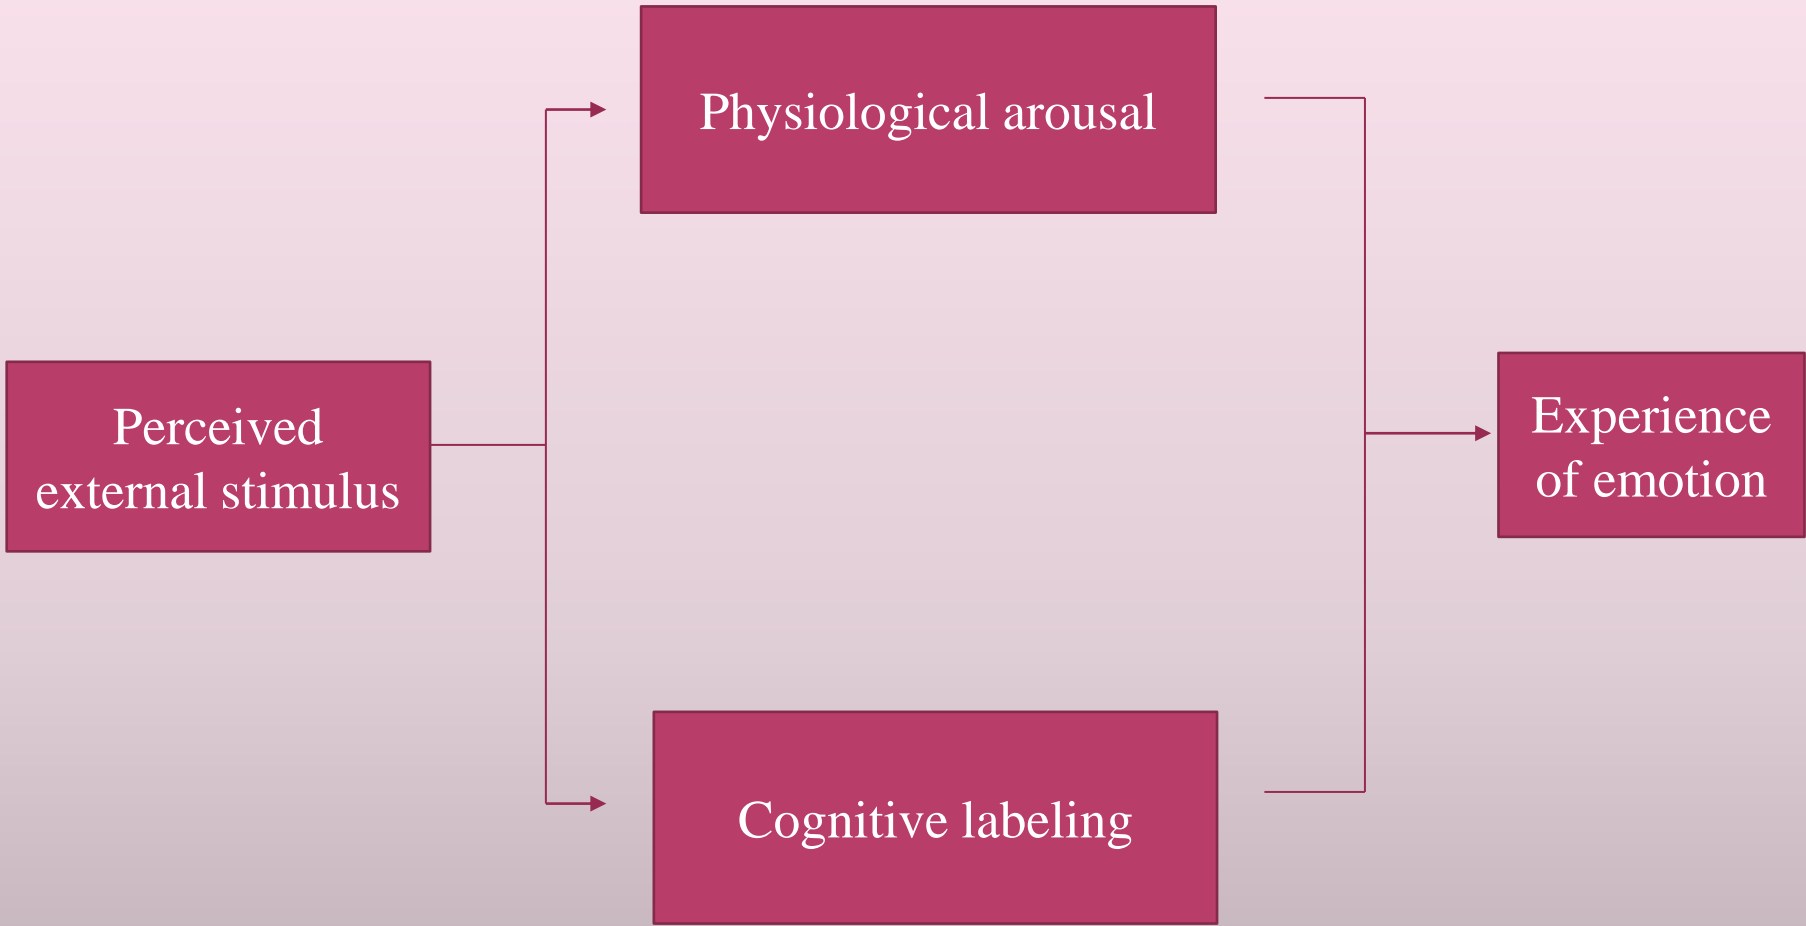 Physiological arousal
Perceived
external stimulus
Experience
of emotion
Cognitive labeling